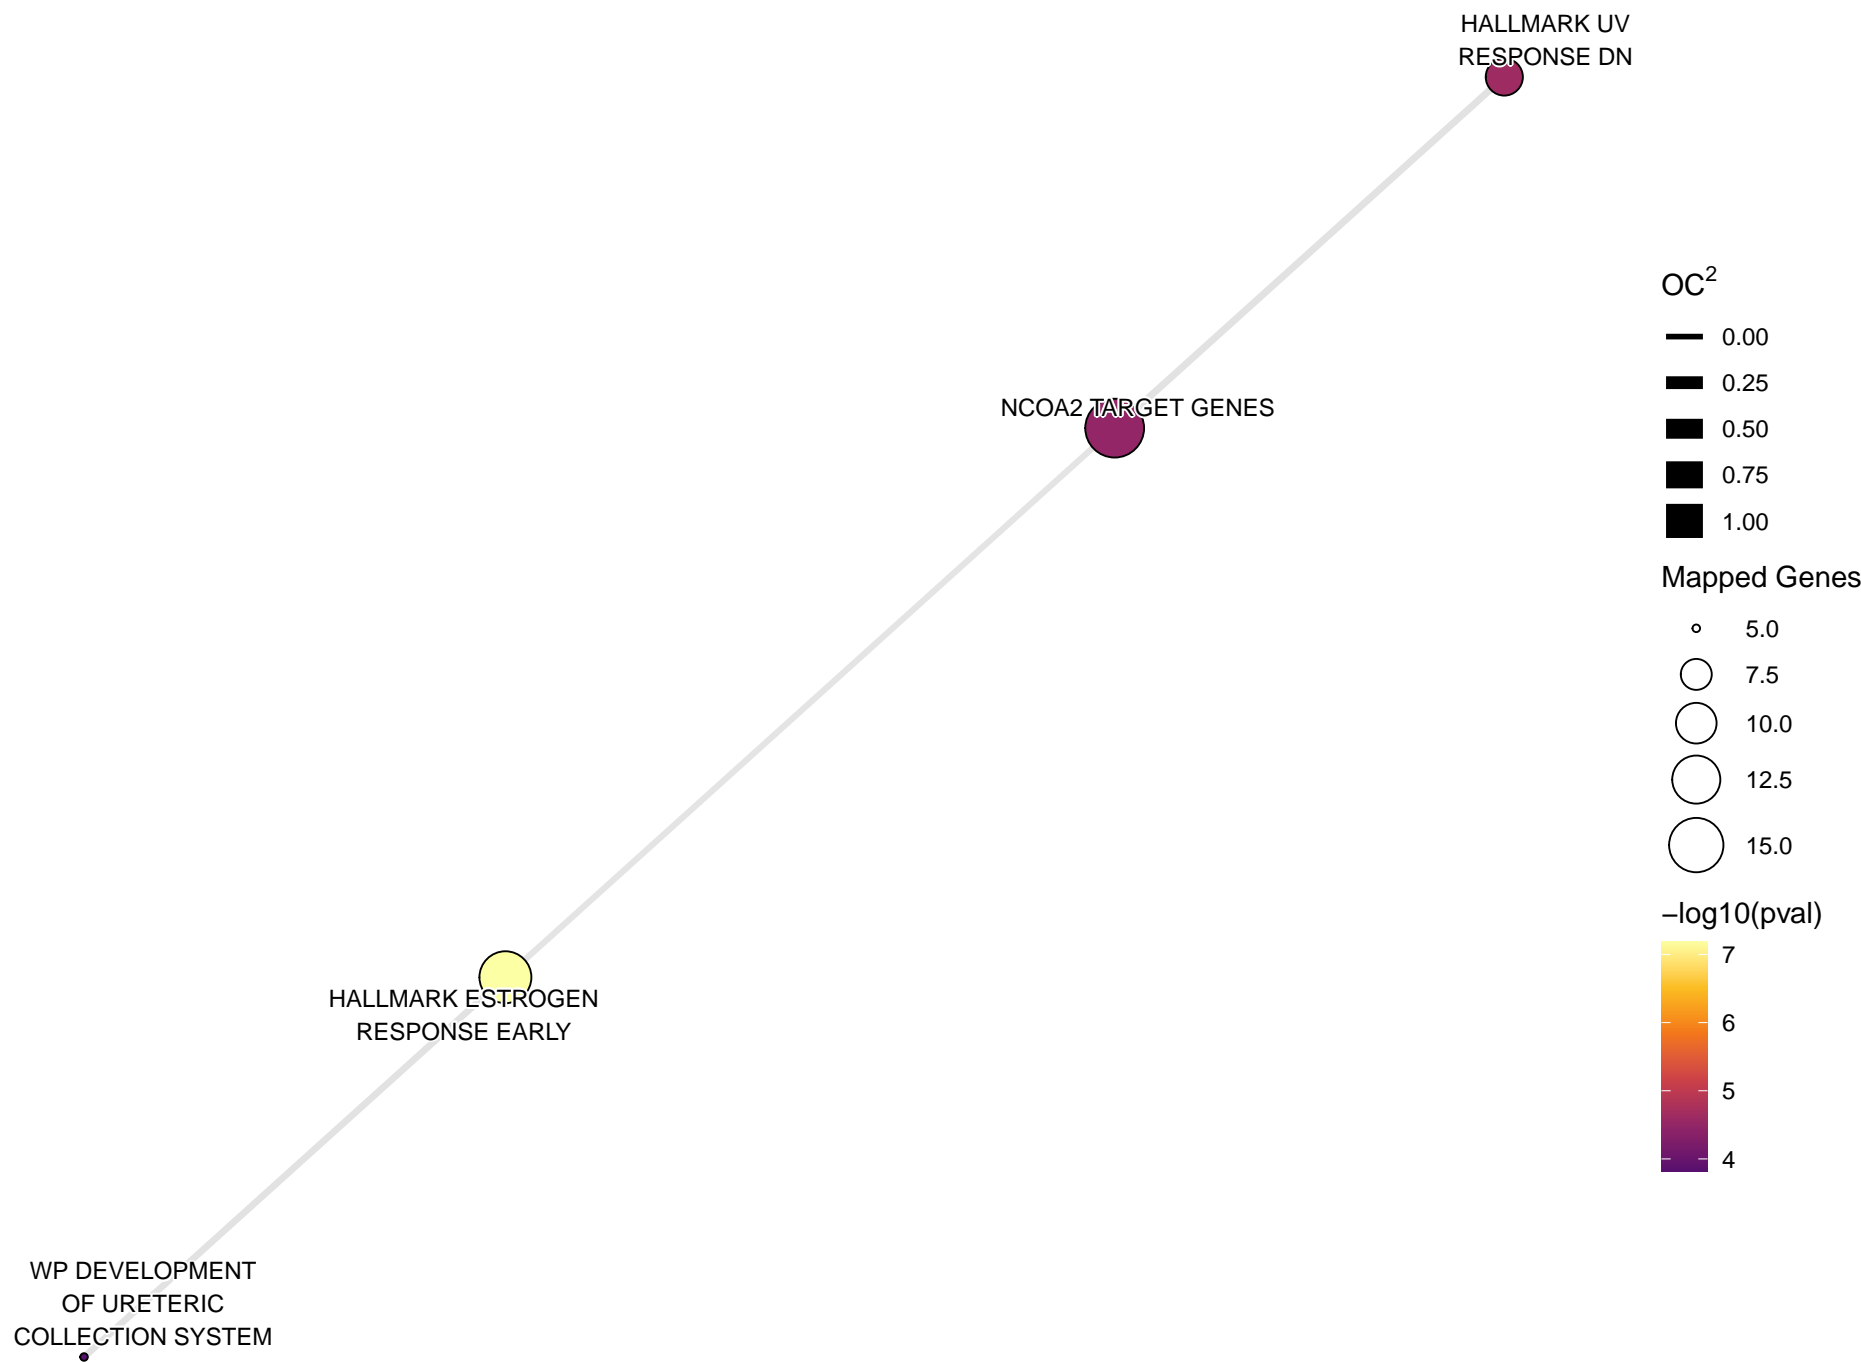 HALLMARK UV
RESPONSE DN
NCOA2 TARGET GENES
HALLMARK ESTROGEN
RESPONSE EARLY
WP DEVELOPMENT
OF URETERIC
COLLECTION SYSTEM
OC²
0.00
0.25
0.50
0.75
1.00
Mapped Genes
5.0
7.5
10.0
12.5
15.0
−log10(pval)
7
6
5
4